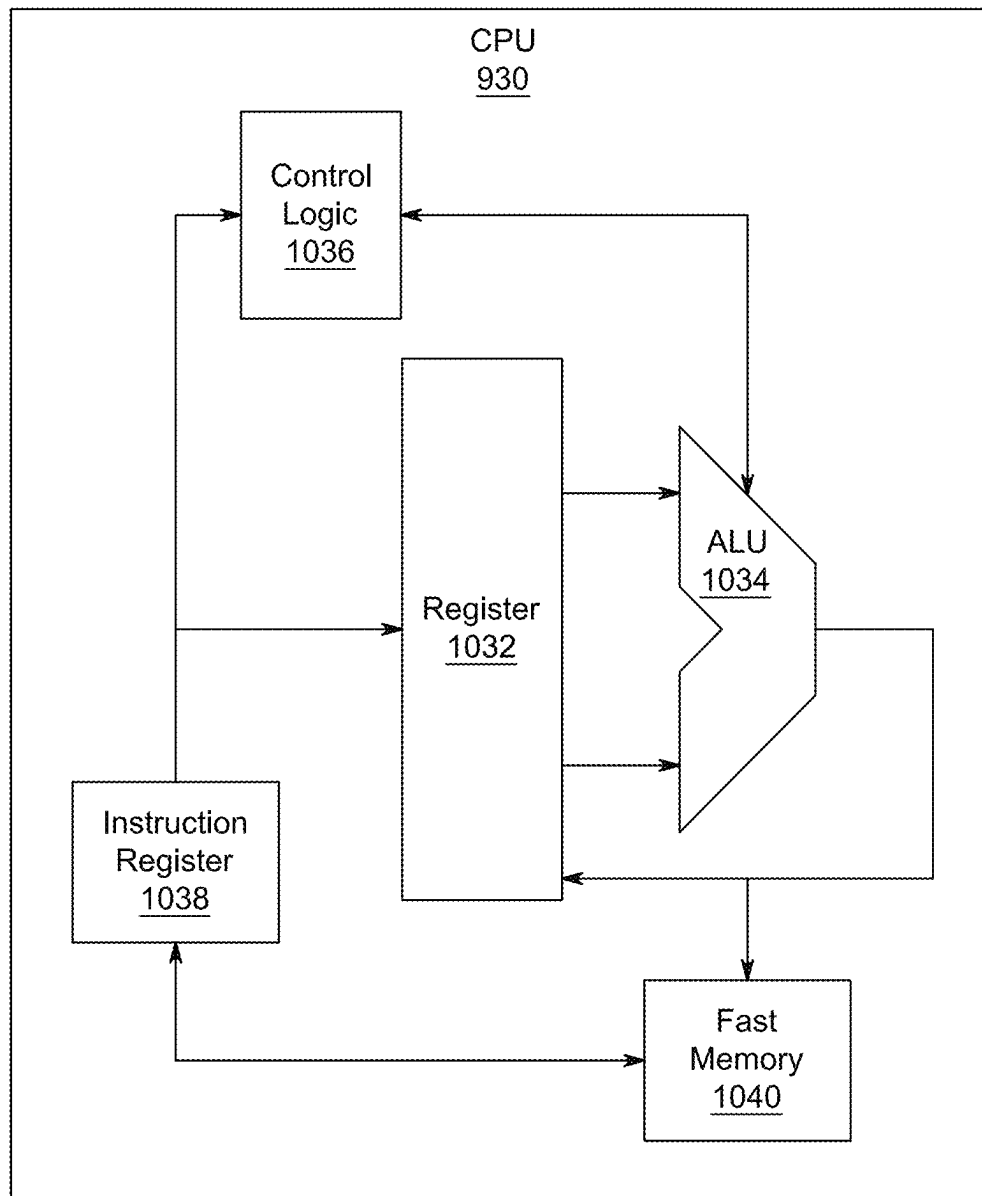 CPU
930
Control
Logic
1036
ALU
1034
Register
1032
Instruction
Register
1038
Fast
Memory
1040